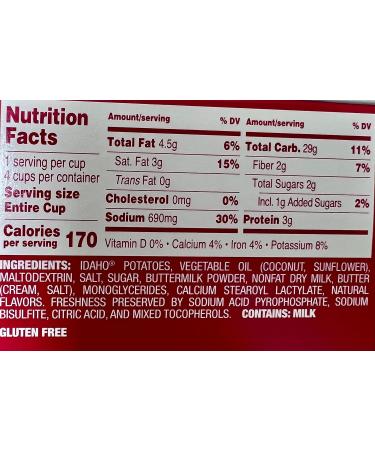 Nutrition
Facts
1 serving per cup
4 cups per container
Serving size
Entire Cup
Calories
per serving 170
Amount/serving % DV
Total Fat 4.5g 6%
Sat. Fat 3g 15%
Trans Fat 0g
Cholesterol 0mg 0%
Sodium 690mg 30%
Amount/serving % DV
Total Carb. 29g 11%
Fiber 2g 7%
Total Sugars 2g
Incl. 1g Added Sugars 2%
Protein 3g
Vitamin D 0% • Calcium 4% • Iron 4% • Potassium 8%
INGREDIENTS: IDAHO® POTATOES, VEGETABLE OIL (COCONUT, SUNFLOWER),
MALTODEXTRIN, SALT, SUGAR, BUTTERMILK POWDER, NONFAT DRY MILK, BUTTER
(CREAM, SALT), MONOGLYCERIDES, CALCIUM STEAROYL LACTYLATE, NATURAL
FLAVORS. FRESHNESS PRESERVED BY SODIUM ACID PYROPHOSPHATE, SODIUM
BISULFITE, CITRIC ACID, AND MIXED TOCOPHEROLS. CONTAINS: MILK
GLUTEN FREE